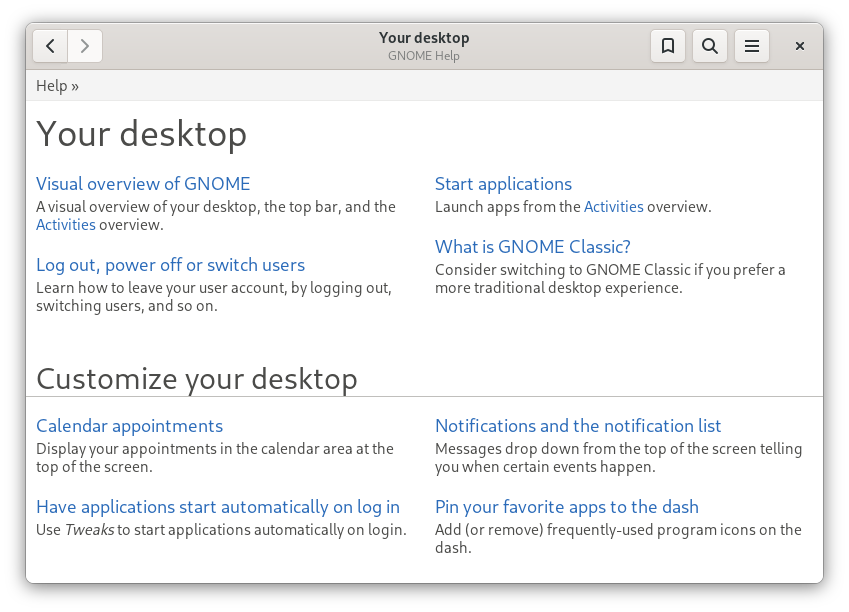 Your desktop
GNOME Help
Help »
Your desktop
Visual overview of GNOME
A visual overview of your desktop, the top bar, and the
Activities overview.
Log out, power off or switch users
Learn how to leave your user account, by logging out,
switching users, and so on.
Start applications
Launch apps from the Activities overview.
What is GNOME Classic?
Consider switching to GNOME Classic if you prefer a
more traditional desktop experience.
Customize your desktop
Calendar appointments
Display your appointments in the calendar area at the
top of the screen.
Have applications start automatically on log in
Use Tweaks to start applications automatically on login.
Notifications and the notification list
Messages drop down from the top of the screen telling
you when certain events happen.
Pin your favorite apps to the dash
Add (or remove) frequently-used program icons on the
dash.